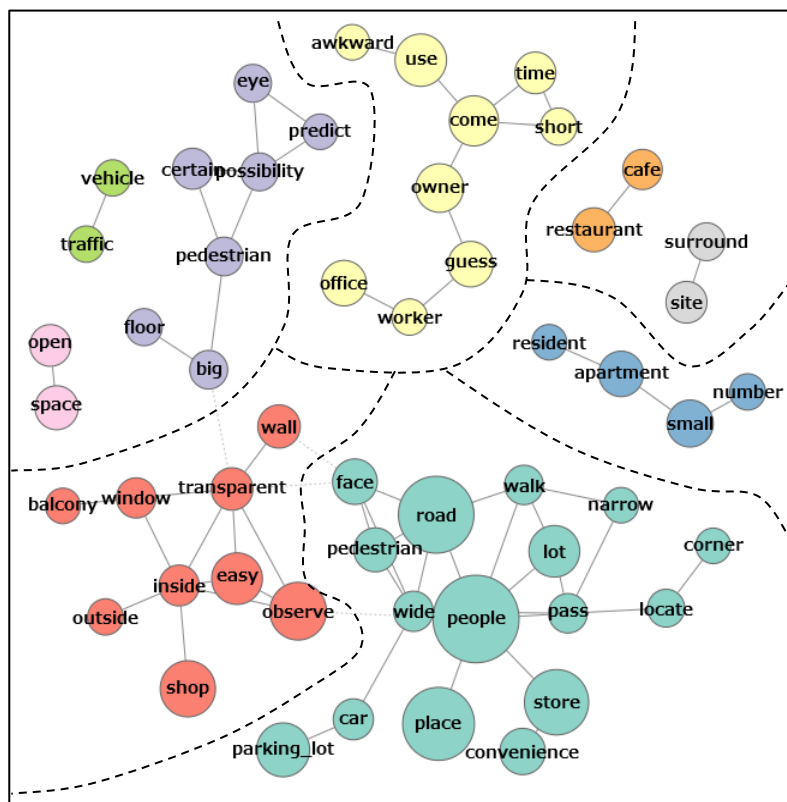 awkward
use
time
eye
come
predict
short
cafe
certain
possibility
vehicle
owner
restaurant
surround
traffic
pedestrian
guess
office
site
worker
floor
open
resident
big
apartment
number
space
small
wall
face
transparent
walk
balcony
window
road
narrow
pedestrian
lot
corner
inside
easy
outside
observe
wide
people
pass
locate
shop
store
car
place
parking_lot
convenience